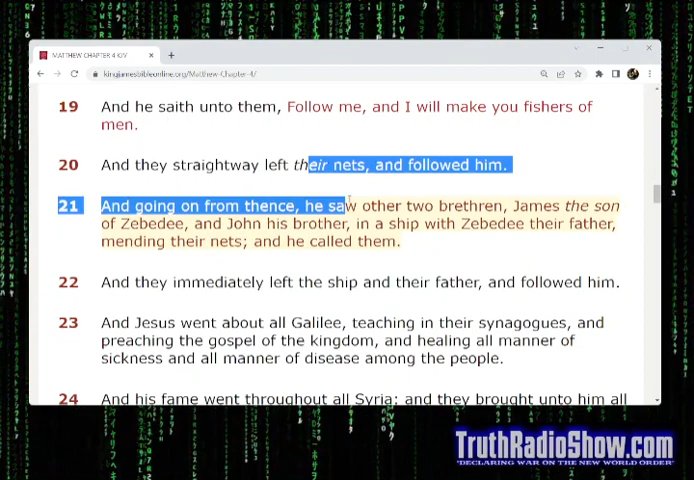 MATTHEW CHAPTER 4 KJV
kingjamesbibleonline.org/Matthew-Chapter-4/
19 And he saith unto them, Follow me, and I will make you fishers of
men.
20 And they straightway left their nets, and followed him.
21 And going on from thence, he saw other two brethren, James the son
of Zebedee, and John his brother, in a ship with Zebedee their father,
mending their nets; and he called them.
22 And they immediately left the ship and their father, and followed him.
23 And Jesus went about all Galilee, teaching in their synagogues, and
preaching the gospel of the kingdom, and healing all manner of
sickness and all manner of disease among the people.
24 And his fame went throughout all Syria: and they brought unto him all
TruthRadioShow.com
"DECLARING WAR ON THE NEW WORLD ORDER"